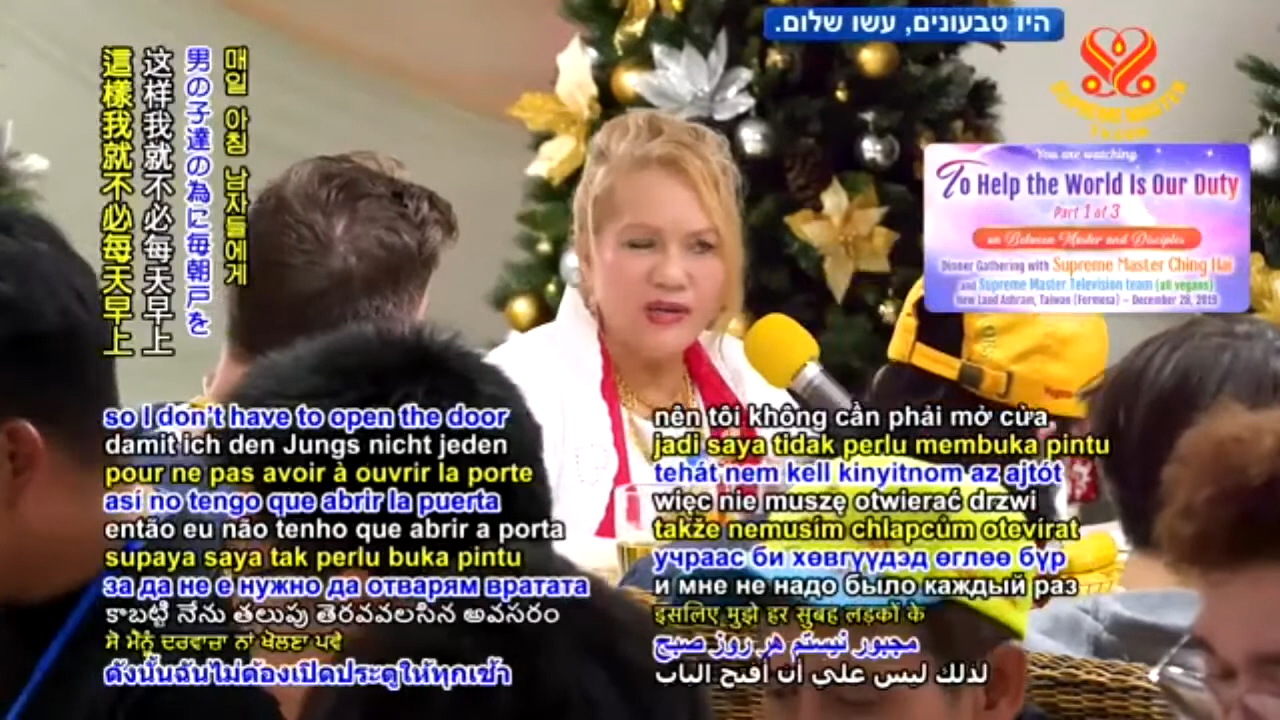 היו טבעונים, עשו שלום.
SUPREME MASTER
TV.COM
You are watching
To Help the World Is Our Duty
Part 1 of 3
on Between Master and Disciples
Dinner Gathering with Supreme Master Ching Hai
and Supreme Master Television team (all vegans)
New Land Ashram, Taiwan (Formosa) – December 28, 2019
매일 아침 남자들에게
男の子達の為に毎朝戸を
这样我就不必每天早上
這樣我就不必每天早上
so I don't have to open the door
damit ich den Jungs nicht jeden
pour ne pas avoir à ouvrir la porte
así no tengo que abrir la puerta
então eu não tenho que abrir a porta
supaya saya tak perlu buka pintu
за да не е нужно да отварям вратата
కాబట్టి నేను తలుపు తెరవవలసిన అవసరం
ਸੋ ਮੈਨੂੰ ਦਰਵਾਜ਼ਾ ਨਾਂ ਖੋਲਣਾ ਪਵੇ
ดังนั้นฉันไม่ต้องเปิดประตูให้ทุกเช้า
nên tôi không cần phải mở cửa
jadi saya tidak perlu membuka pintu
tehát nem kell kinyitnom az ajtót
więc nie muszę otwierać drzwi
takže nemusím chlapcům otevírat
учраас би хөвгүүдэд өглөө бүр
и мне не надо было каждый раз
इसलिए मुझे हर सुबह लड़कों के
مجبور نیستم هر روز صبح
لذلك ليس علي أن أفتح الباب